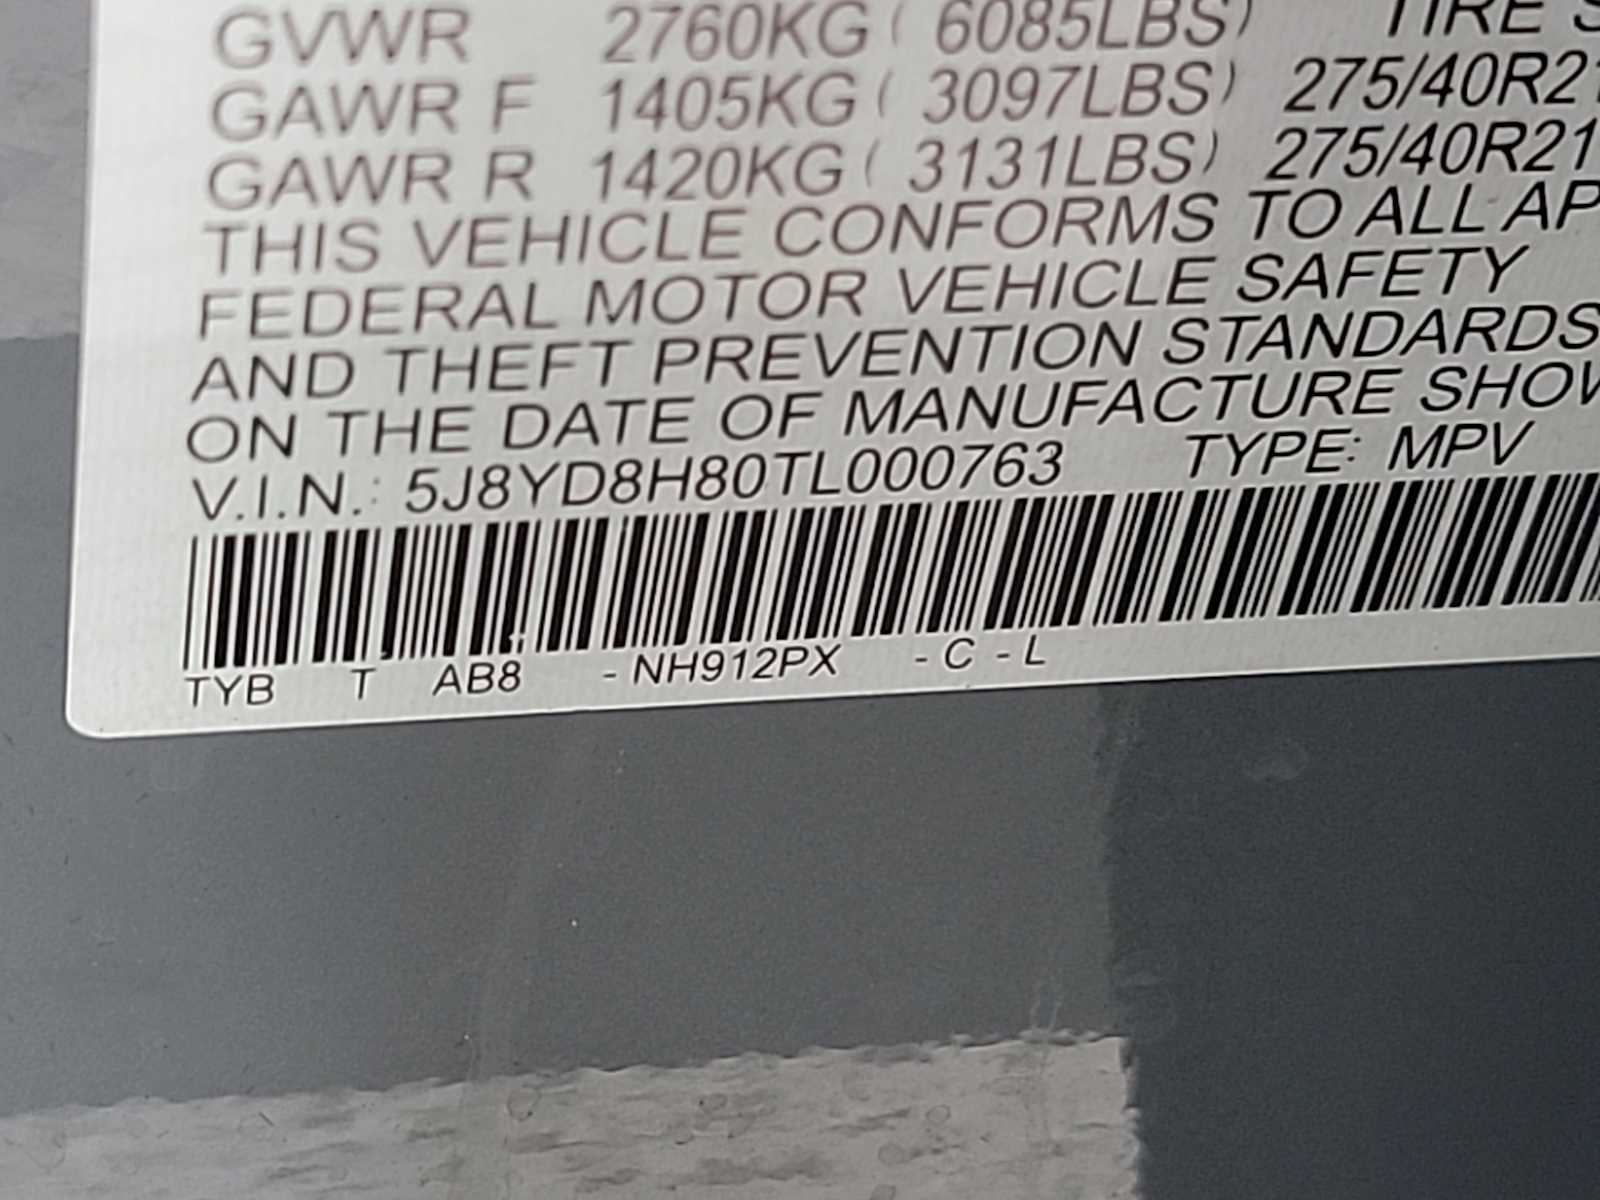 GVWR 2760KG ( 6085LBS) TIRE S
GAWR F 1405KG ( 3097LBS) 275/40R21
GAWR R 1420KG ( 3131LBS) 275/40R21
THIS VEHICLE CONFORMS TO ALL AP
FEDERAL MOTOR VEHICLE SAFETY
AND THEFT PREVENTION STANDARDS
ON THE DATE OF MANUFACTURE SHOW
V.I.N.: 5J8YD8H80TL000763 TYPE: MPV
TYB T AB8 -NH912PX -C -L